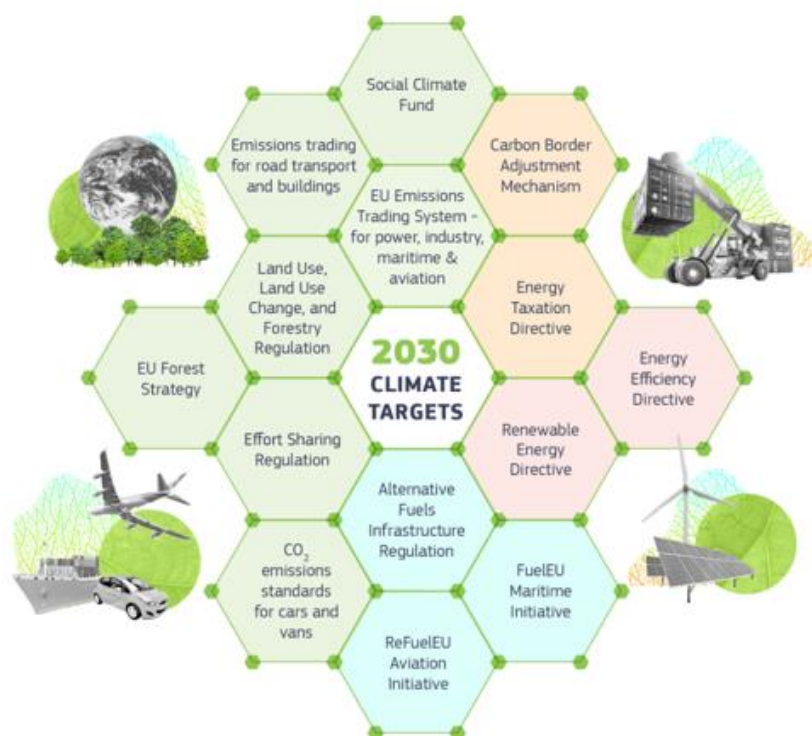 Social Climate
Fund
Emissions trading
for road transport
and buildings
Carbon Border
Adjustment
Mechanism
EU Emissions
Trading System -
for power, industry,
maritime &
aviation
Land Use,
Land Use
Change, and
Forestry
Regulation
Energy
Taxation
Directive
EU Forest
Strategy
2030
CLIMATE
TARGETS
Energy
Efficiency
Directive
Effort Sharing
Regulation
Renewable
Energy
Directive
Alternative
Fuels
Infrastructure
Regulation
CO₂
emissions
standards
for cars and
vans
FuelEU
Maritime
Initiative
ReFuelEU
Aviation
Initiative